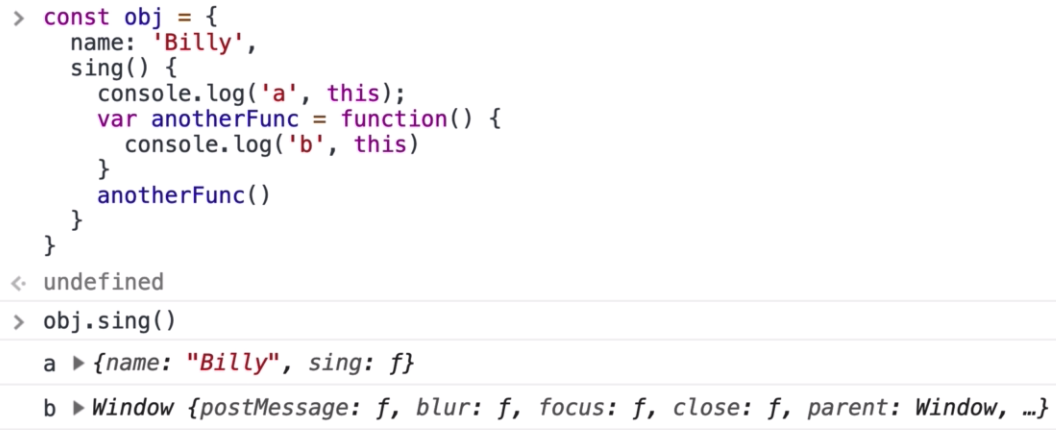 > const obj = {
name: 'Billy',
sing() {
console.log('a', this);
var anotherFunc = function() {
console.log('b', this)
}
anotherFunc()
}
}
undefined
> obj.sing()
a ▶ {name: "Billy", sing: ƒ}
b ▶ Window {postMessage: ƒ, blur: ƒ, focus: ƒ, close: ƒ, parent: Window, …}